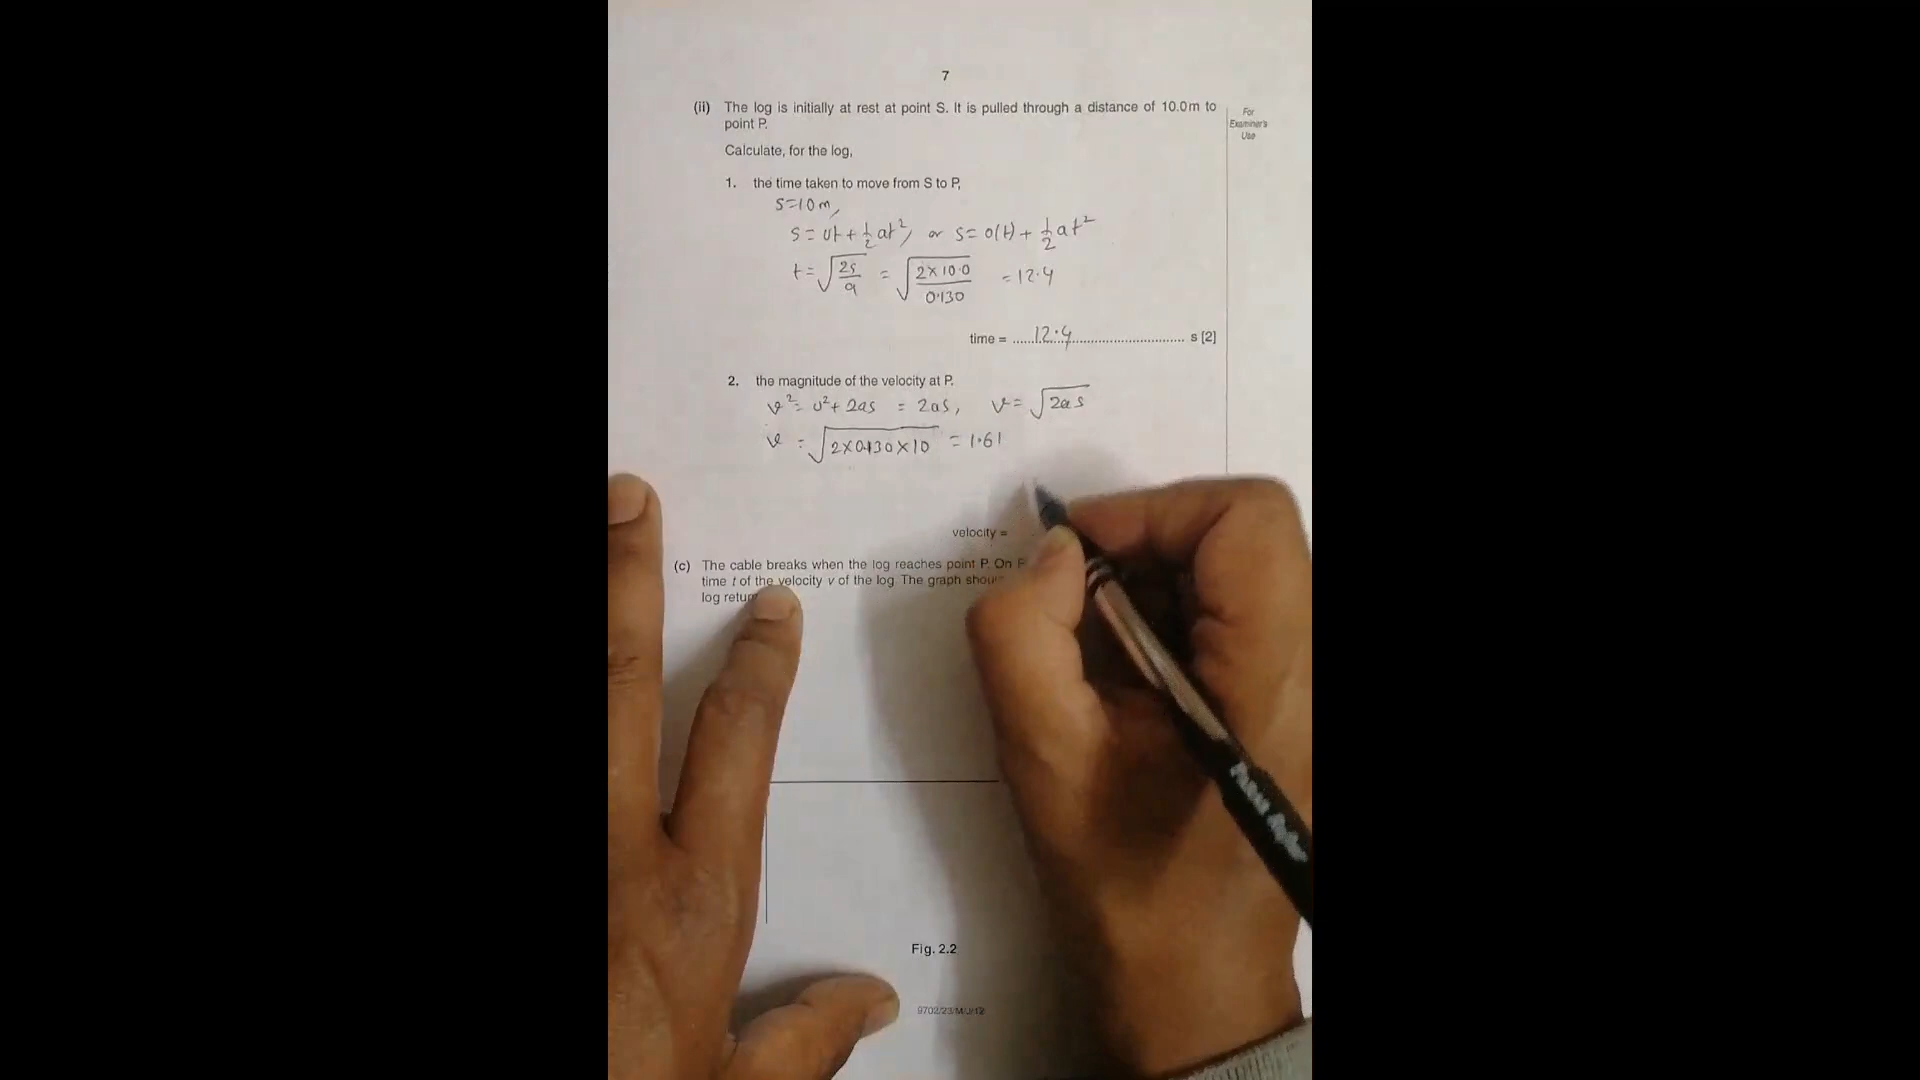 7
(ii) The log is initially at rest at point S. It is pulled through a distance of 10.0m to
point P.
For
Examiner's
Use
Calculate, for the log,
1. the time taken to move from S to P,
S=10m,
s = ut + 1/2 at², or s= 0(t) + 1/2 at²
t = √(2s/a) = √(2×10.0/0.130) = 12.4
time = ......12.4.................................. s [2]
2. the magnitude of the velocity at P.
v² = u²+ 2as = 2as, v = √2as
v = √2×0.130×10 = 1.61
velocity =
(c) The cable breaks when the log reaches point P. On
time t of the velocity v of the log. The graph
log
Fig. 2.2
9702/23/M/J/12